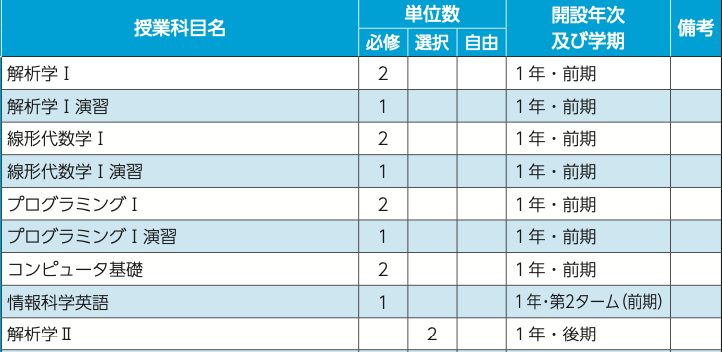 授業科目名 単位数 開設年次及び学期 備考
必修 選択 自由
解析学Ⅰ 2 1年・前期
解析学Ⅰ演習 1 1年・前期
線形代数学Ⅰ 2 1年・前期
線形代数学Ⅰ演習 1 1年・前期
プログラミングⅠ 2 1年・前期
プログラミングⅠ演習 1 1年・前期
コンピュータ基礎 2 1年・前期
情報科学英語 1 1年・第2ターム(前期)
解析学Ⅱ 2 1年・後期